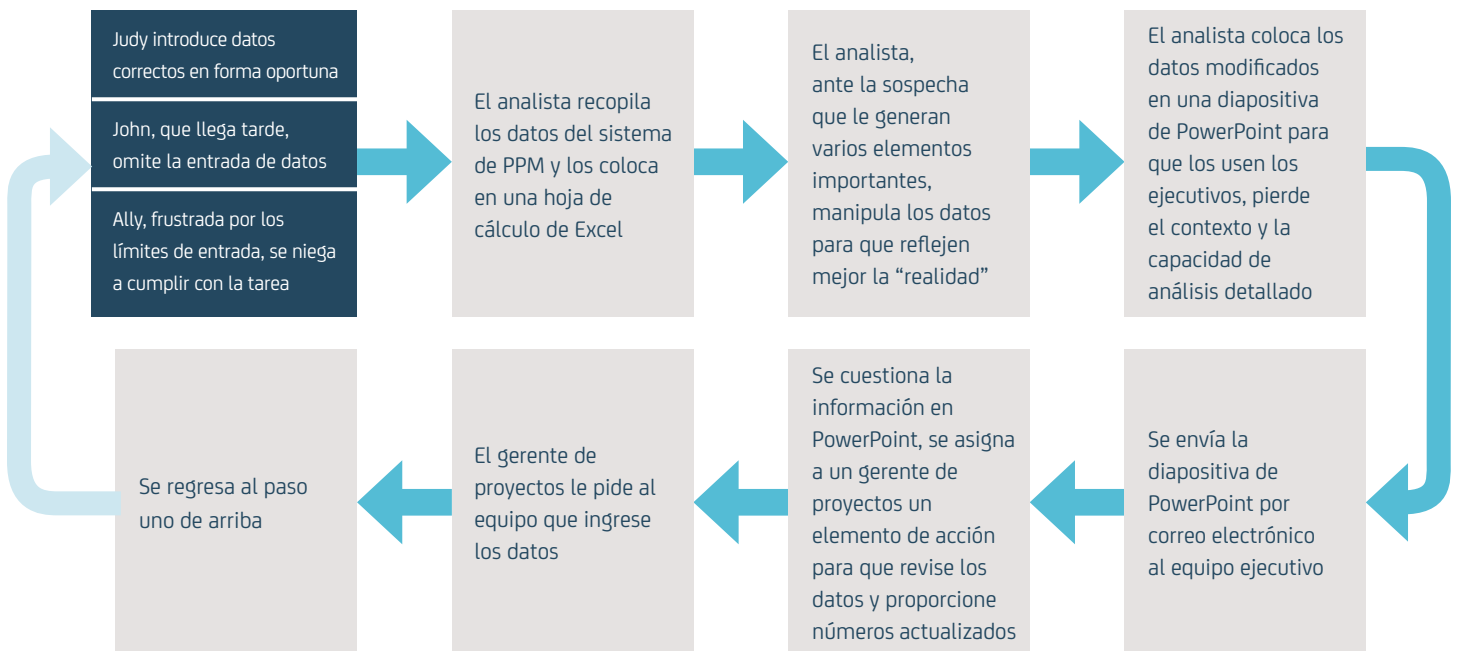 Judy introduce datos
correctos en forma oportuna
John, que llega tarde,
omite la entrada de datos
Ally, frustrada por los
límites de entrada, se niega
a cumplir con la tarea
El analista recopila
los datos del sistema
de PPM y los coloca
en una hoja de
cálculo de Excel
El analista,
ante la sospecha
que le generan
varios elementos
importantes,
manipula los datos
para que reflejen
mejor la “realidad”
El analista coloca los
datos modificados
en una diapositiva
de PowerPoint para
que los usen los
ejecutivos, pierde
el contexto y la
capacidad de
análisis detallado
Se envía la
diapositiva de
PowerPoint por
correo electrónico
al equipo ejecutivo
Se cuestiona la
información en
PowerPoint, se asigna
a un gerente de
proyectos un
elemento de acción
para que revise los
datos y proporcione
números actualizados
El gerente de
proyectos le pide al
equipo que ingrese
los datos
Se regresa al paso
uno de arriba